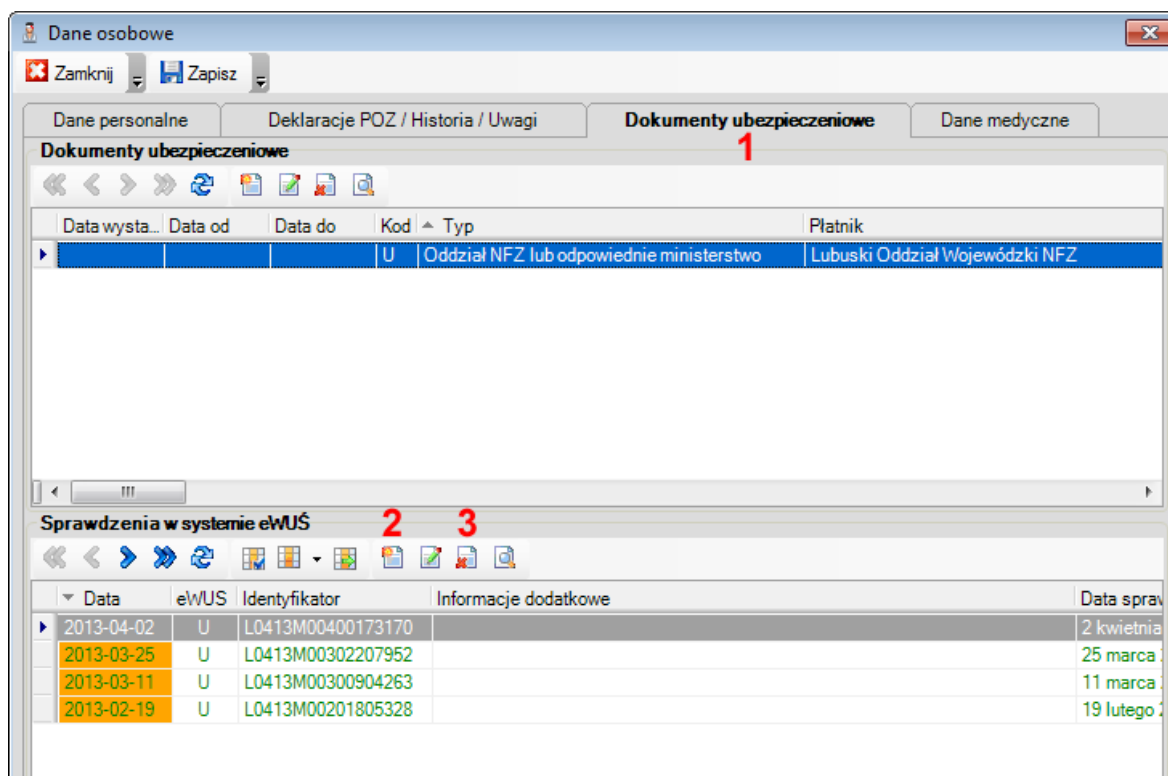 Dane osobowe
Zamknij Zapisz
Dane personalne Deklaracje POZ / Historia / Uwagi Dokumenty ubezpieczeniowe Dane medyczne
1
Dokumenty ubezpieczeniowe
Data wysta... Data od Data do Kod Typ Płatnik
U Oddział NFZ lub odpowiednie ministerstwo Lubuski Oddział Wojewódzki NFZ
Sprawdzenia w systemie eWUŚ 2 3
Data eWUS Identyfikator Informacje dodatkowe Data spraw
2013-04-02 U L0413M00400173170 2 kwietnia
2013-03-25 U L0413M00302207952 25 marca
2013-03-11 U L0413M00300904263 11 marca
2013-02-19 U L0413M00201805328 19 lutego